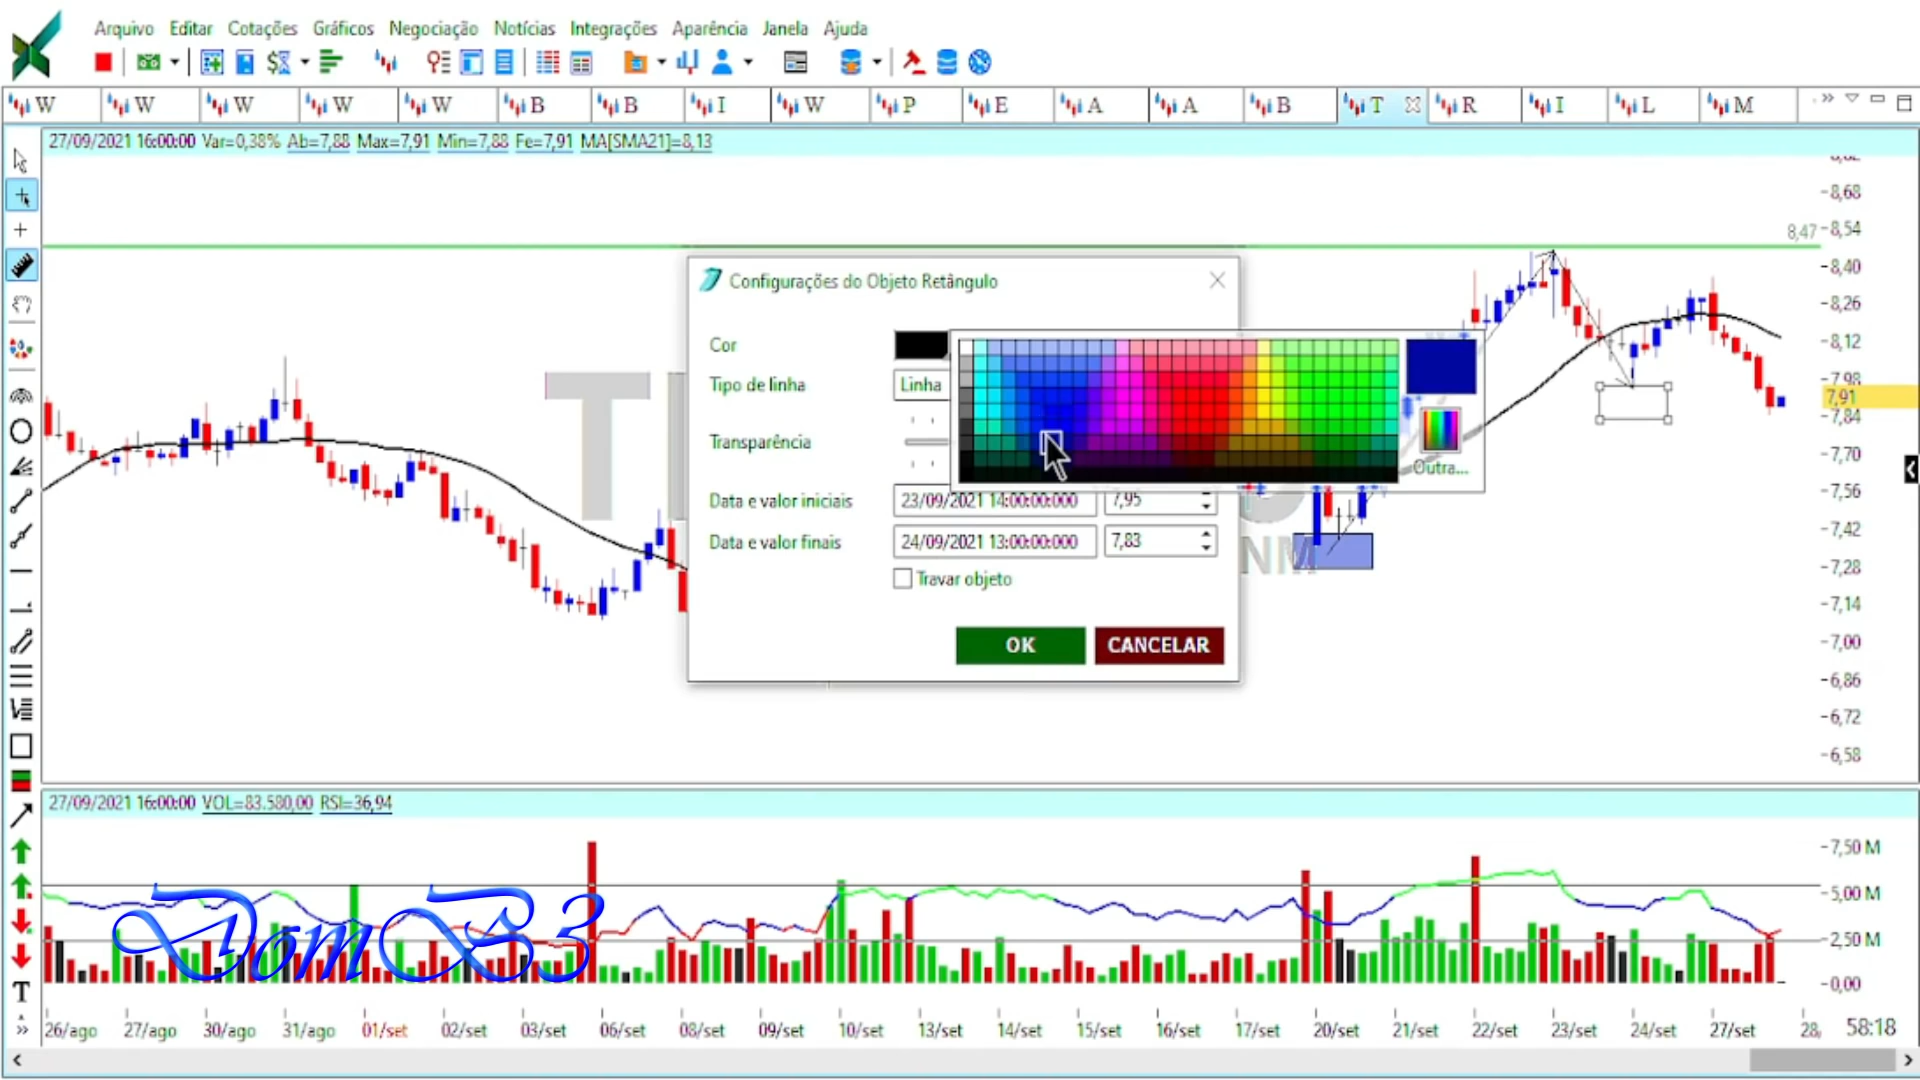 Arquivo Editar Cotações Gráficos Negociação Notícias Integrações Aparência Janela Ajuda
W W W W W B B I W P E A A B T R I L M
27/09/2021 16:00:00 Var=0,38% Ab=7,88 Max=7,91 Min=7,88 Fe=7,91 MA[SMA21]=8,13
8,68
8,47
8,54
8,40
8,26
8,12
7,98
7,91
7,84
7,70
7,56
7,42
7,28
7,14
7,00
6,86
6,72
6,58
NM
Configurações do Objeto Retângulo
Cor
Tipo de linha Linha
Transparência
Outra...
Data e valor iniciais 23/09/2021 14:00:00:000 7,95
Data e valor finais 24/09/2021 13:00:00:000 7,83
Travar objeto
OK CANCELAR
27/09/2021 16:00:00 VOL=83.580,00 RSI=36,94
7,50 M
5,00 M
2,50 M
0,00
DomB3
T
26/ago 27/ago 30/ago 31/ago 01/set 02/set 03/set 06/set 08/set 09/set 10/set 13/set 14/set 15/set 16/set 17/set 20/set 21/set 22/set 23/set 24/set 27/set 28, 58:18